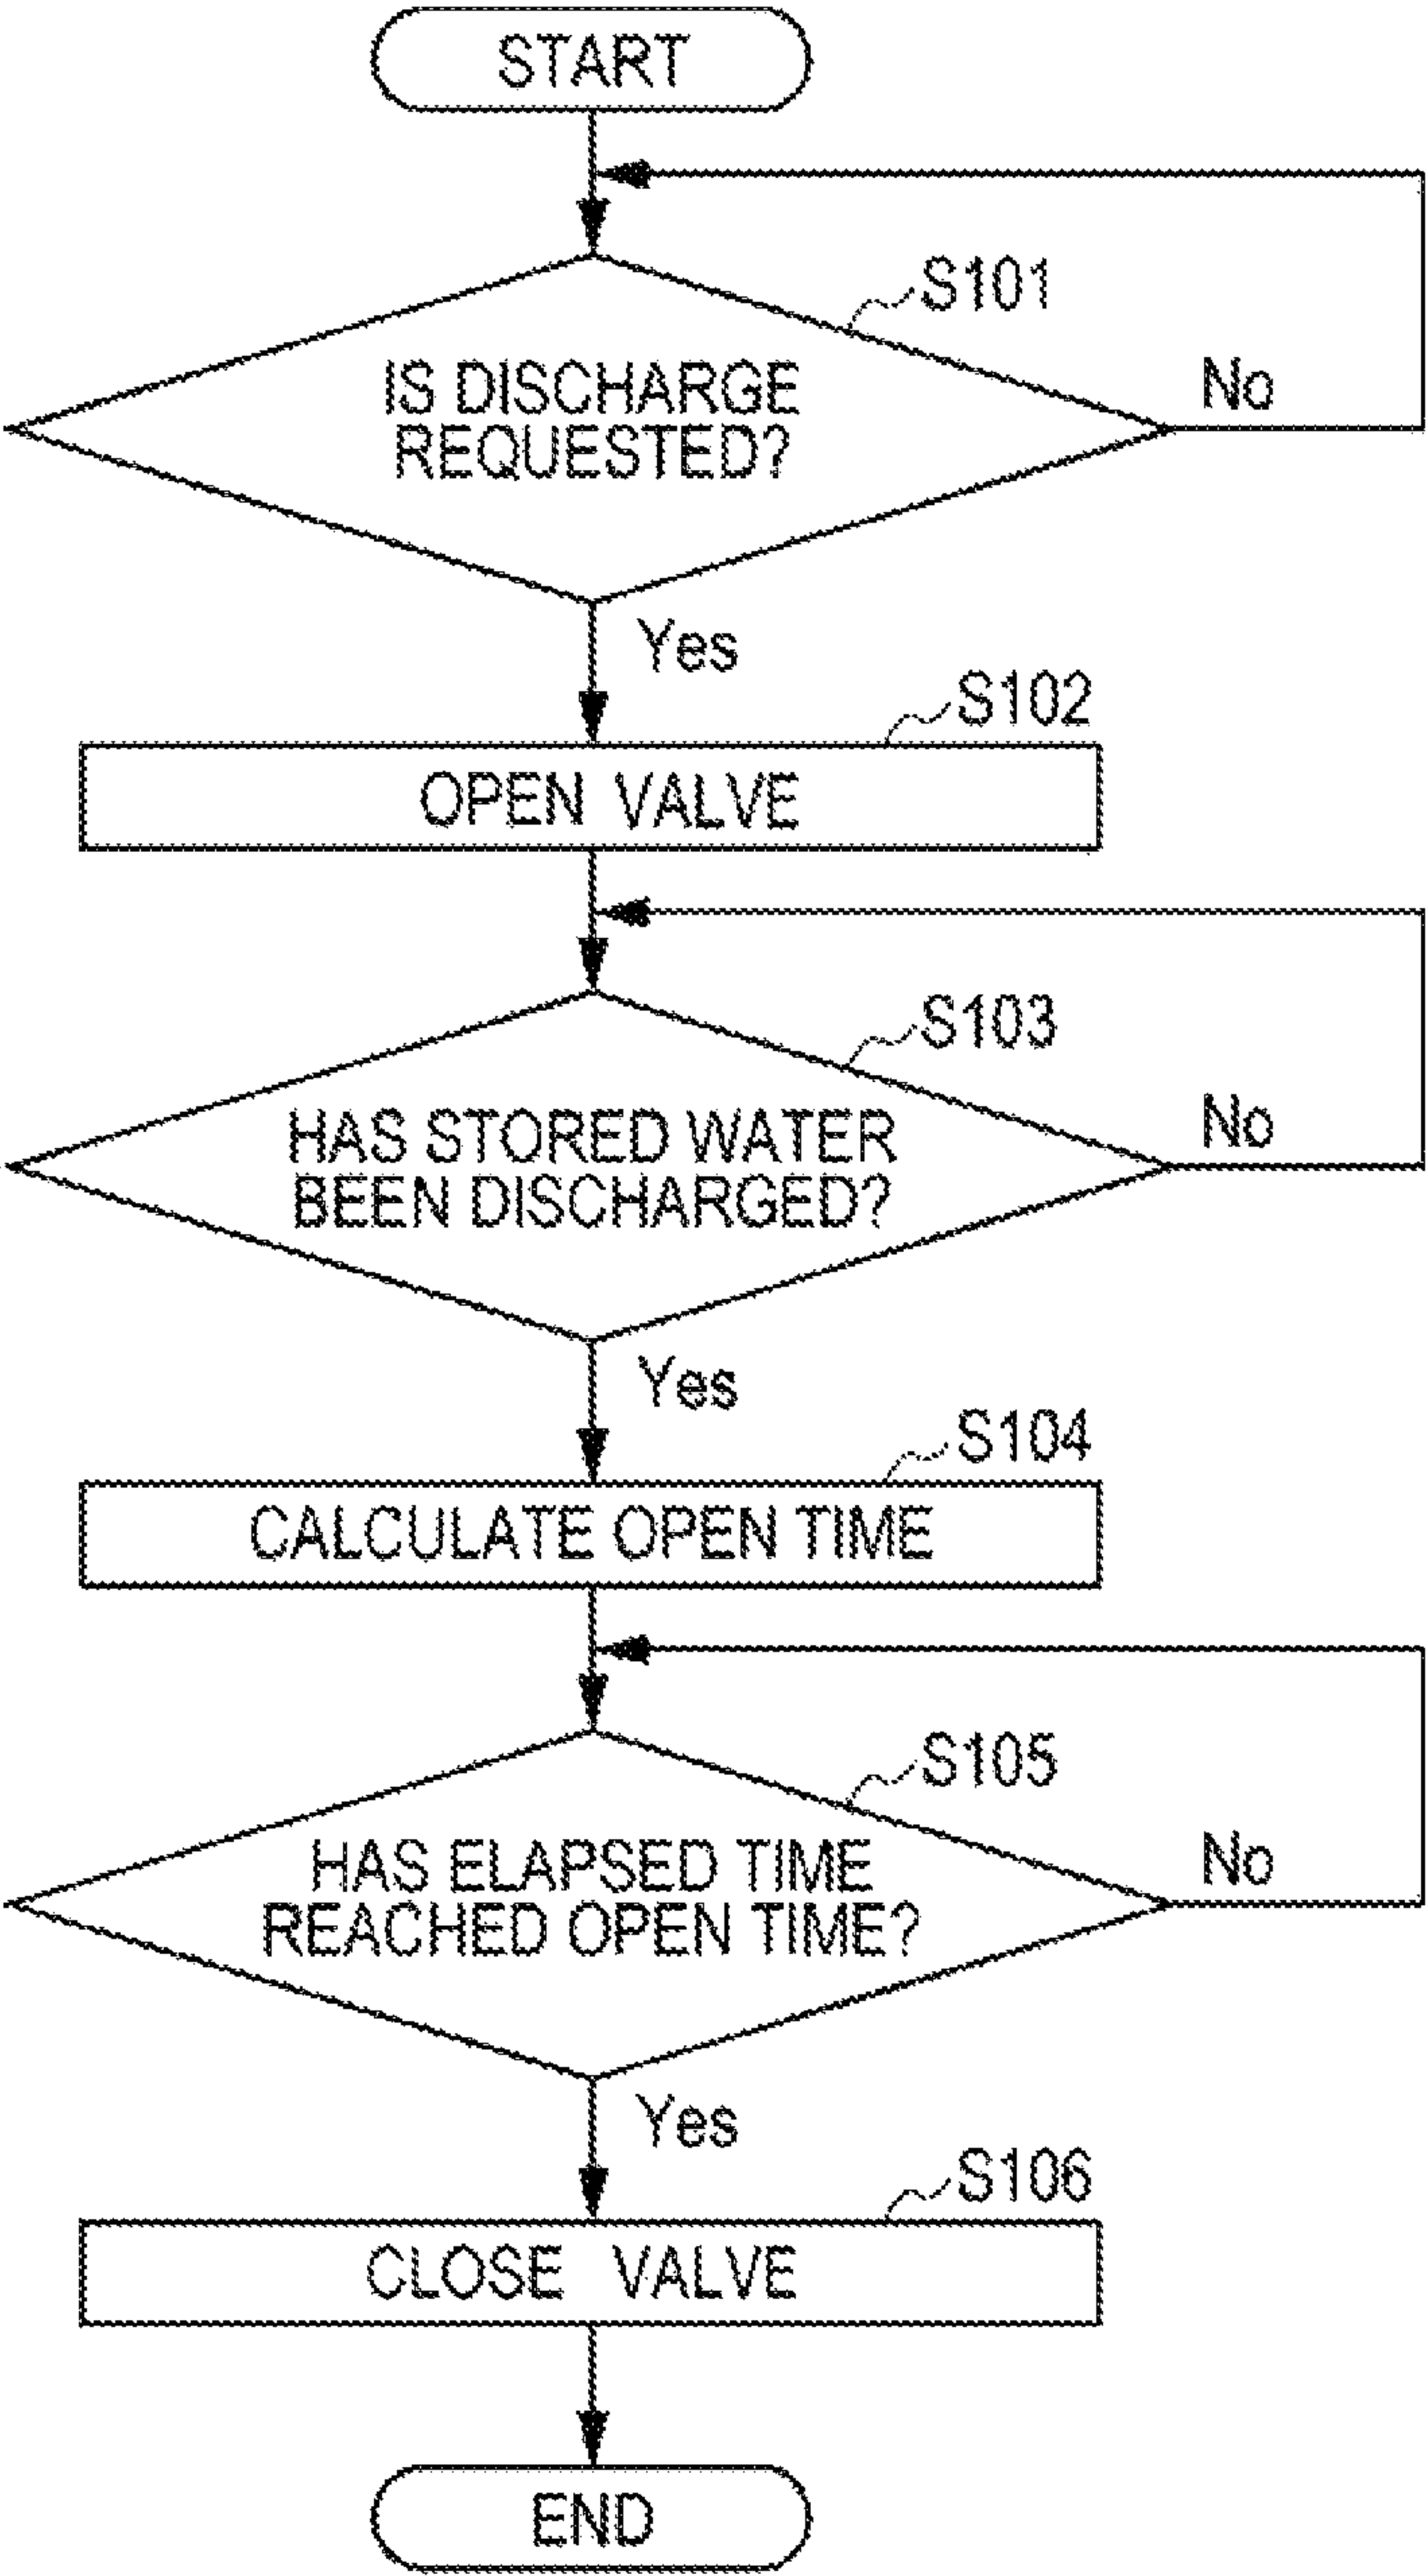 START
S101
IS DISCHARGE
REQUESTED?
No
Yes
S102
OPEN VALVE
S103
HAS STORED WATER
BEEN DISCHARGED?
No
Yes
S104
CALCULATE OPEN TIME
S105
HAS ELAPSED TIME
REACHED OPEN TIME?
No
Yes
S106
CLOSE VALVE
END